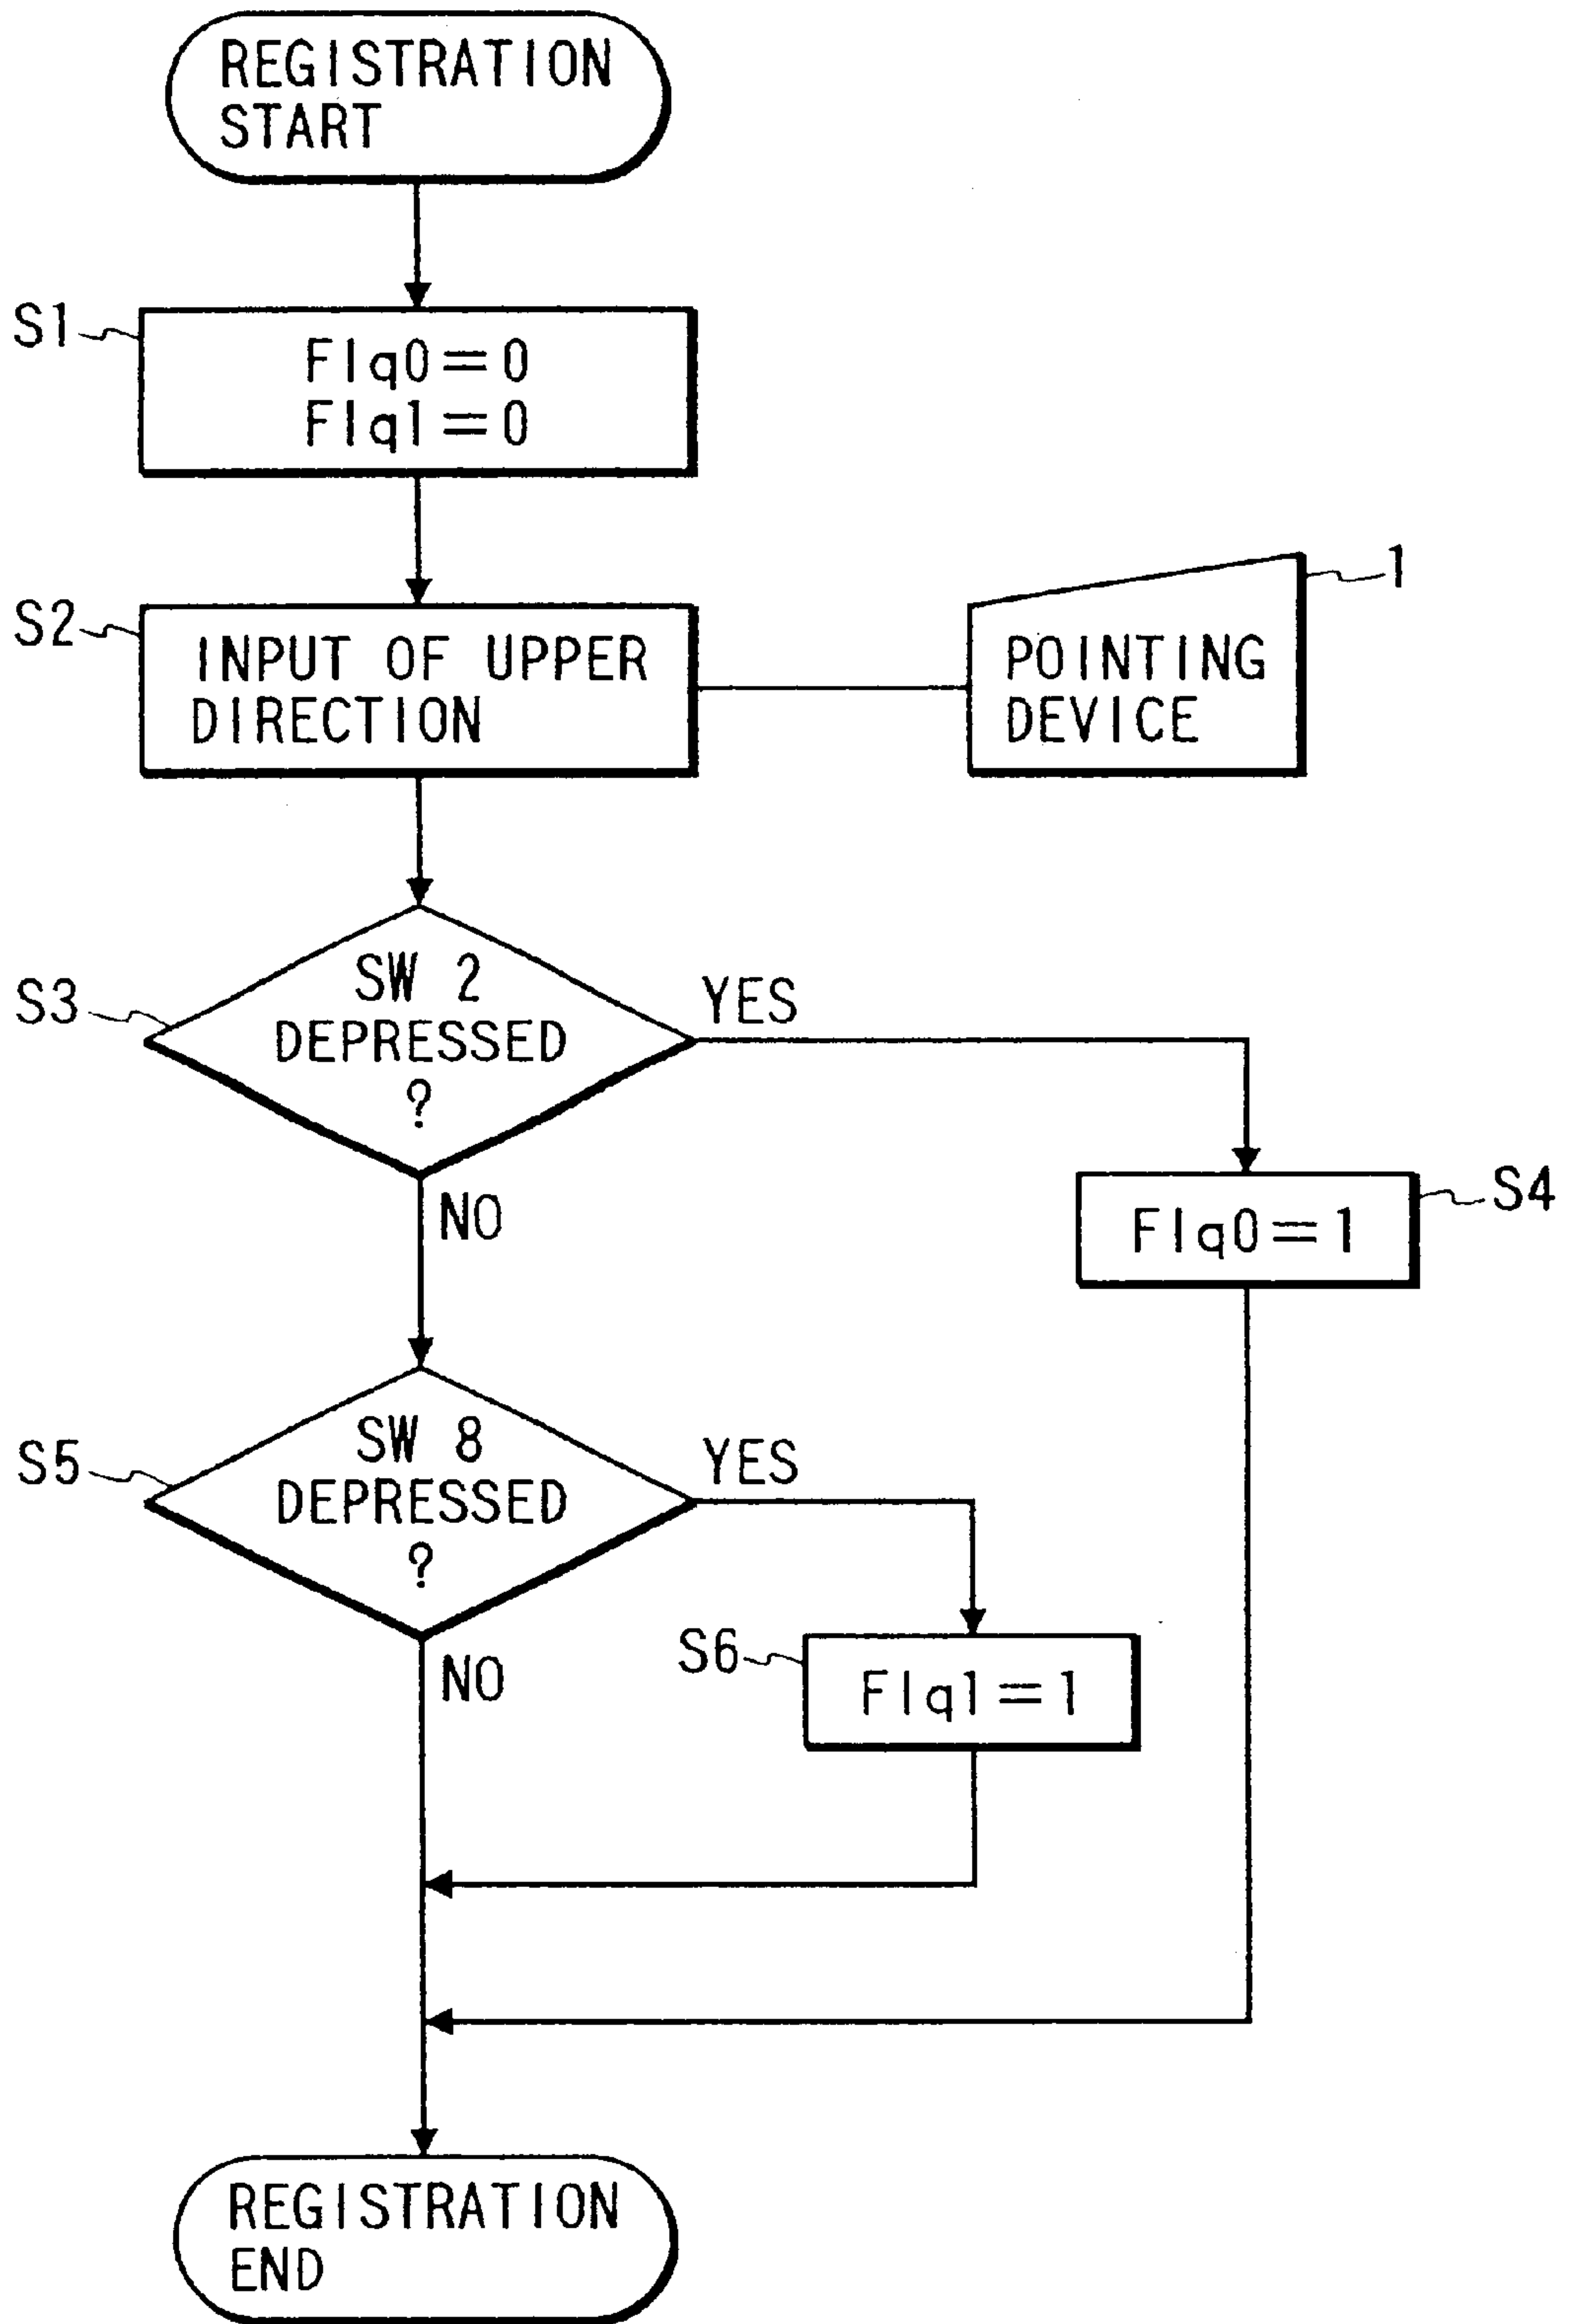 REGISTRATION
START
S1
Flq0=0
Flq1=0
S2
INPUT OF UPPER
DIRECTION
1
POINTING
DEVICE
S3
SW 2
DEPRESSED
?
YES
NO
S4
Flq0=1
S5
SW 8
DEPRESSED
?
YES
NO
S6
Flq1=1
REGISTRATION
END